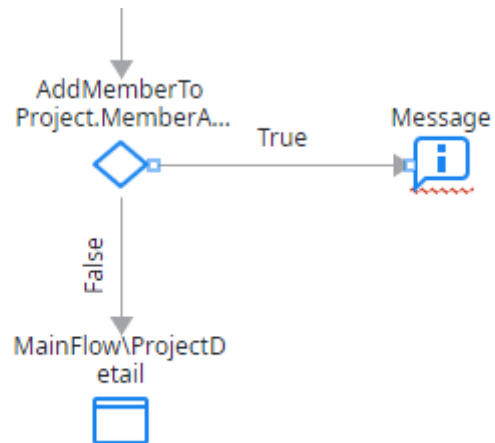 AddMemberTo
Project.MemberA...
True
Message
False
MainFlow\ProjectD
etail